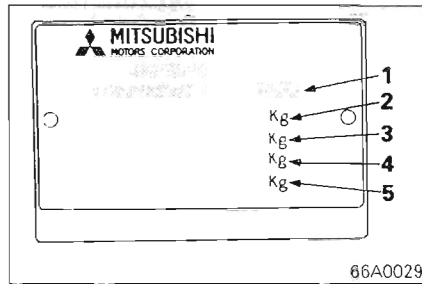 MITSUBISHI
MOTORS CORPORATION
1
Kg 2
Kg 3
Kg 4
Kg 5
66A0029